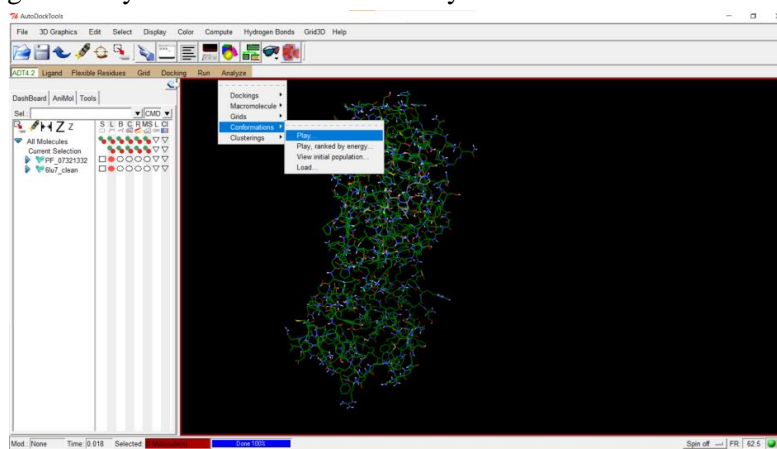 AutoDockTools
File 3D Graphics Edit Select Display Color Compute Hydrogen Bonds Grid3D Help
ADT4.2 Ligand Flexible Residues Grid Docking Run Analyze
DashBoard AniMol Tools
Sel.: CMD
S L B C R MS L Cl
All Molecules
Current Selection
PF_07321332
6lu7_clean
Dockings
Macromolecule
Grids
Conformations
Clusterings
Play...
Play, ranked by energy...
View initial population...
Load...
Mod.: None Time: 0.018 Selected: Done 100% Spin off FR: 62.5